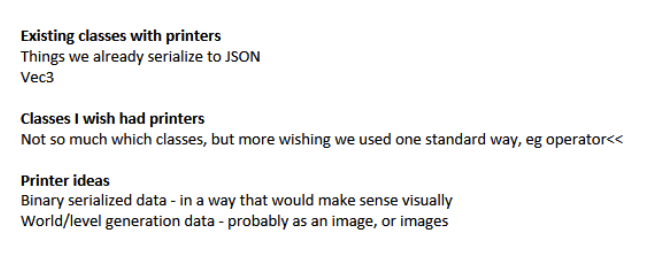 Existing classes with printers
Things we already serialize to JSON
Vec3
Classes I wish had printers
Not so much which classes, but more wishing we used one standard way, eg operator<<
Printer ideas
Binary serialized data - in a way that would make sense visually
World/level generation data - probably as an image, or images